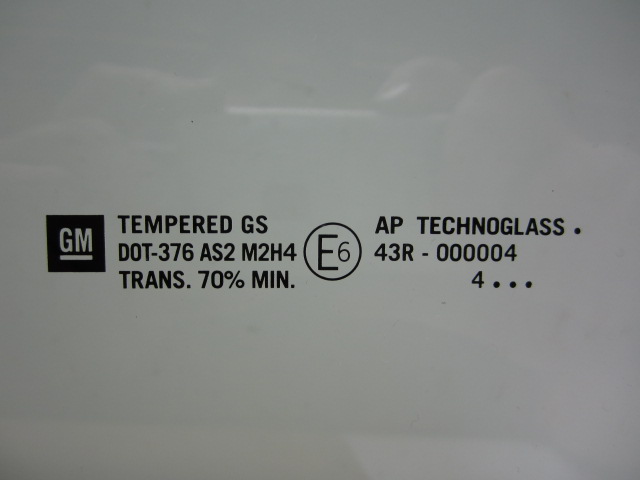 GM
TEMPERED GS
DOT-376 AS2 M2H4
TRANS. 70% MIN.
E6
AP TECHNOGLASS .
43R - 000004
4 • • •